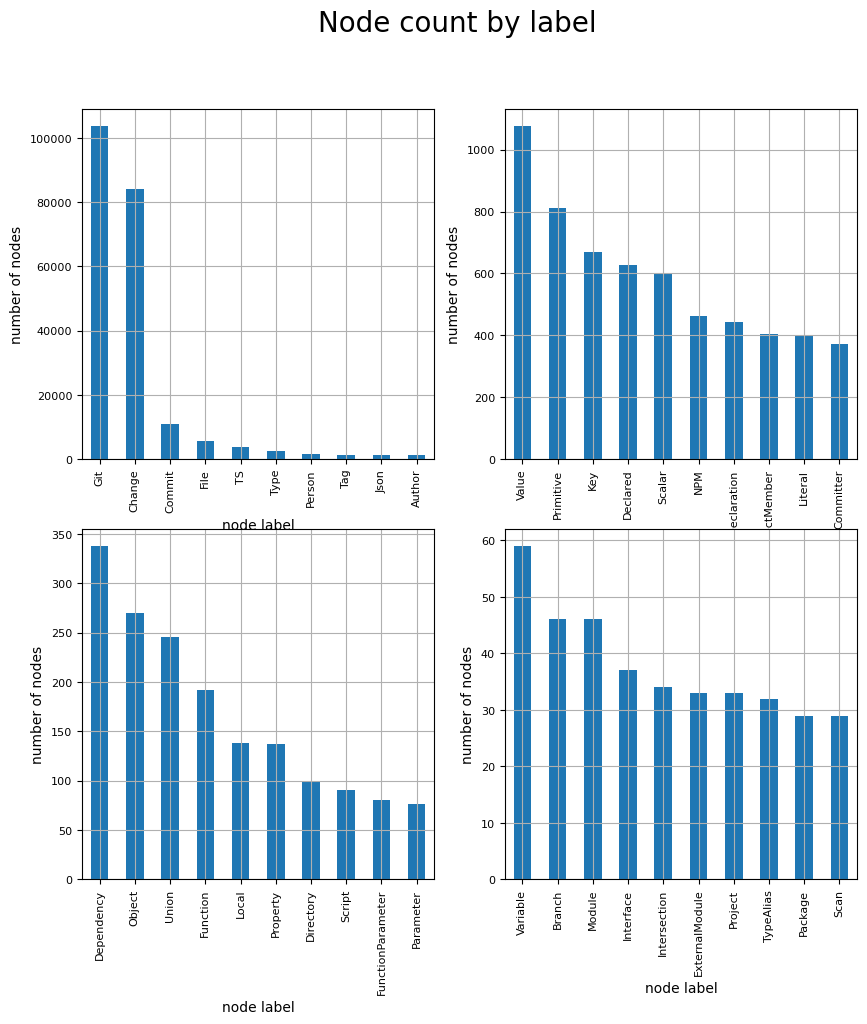 Node count by label
number of nodes
100000
80000
60000
40000
20000
0
Git
Change
Commit
File
TS
Type
Person
Tag
Json
Author
node label
number of nodes
1000
800
600
400
200
0
Value
Primitive
Key
Declared
Scalar
NPM
eclaration
ctMember
Literal
Committer
number of nodes
350
300
250
200
150
100
50
0
Dependency
Object
Union
Function
Local
Property
Directory
Script
FunctionParameter
Parameter
node label
number of nodes
60
50
40
30
20
10
0
Variable
Branch
Module
Interface
Intersection
ExternalModule
Project
TypeAlias
Package
Scan
node label